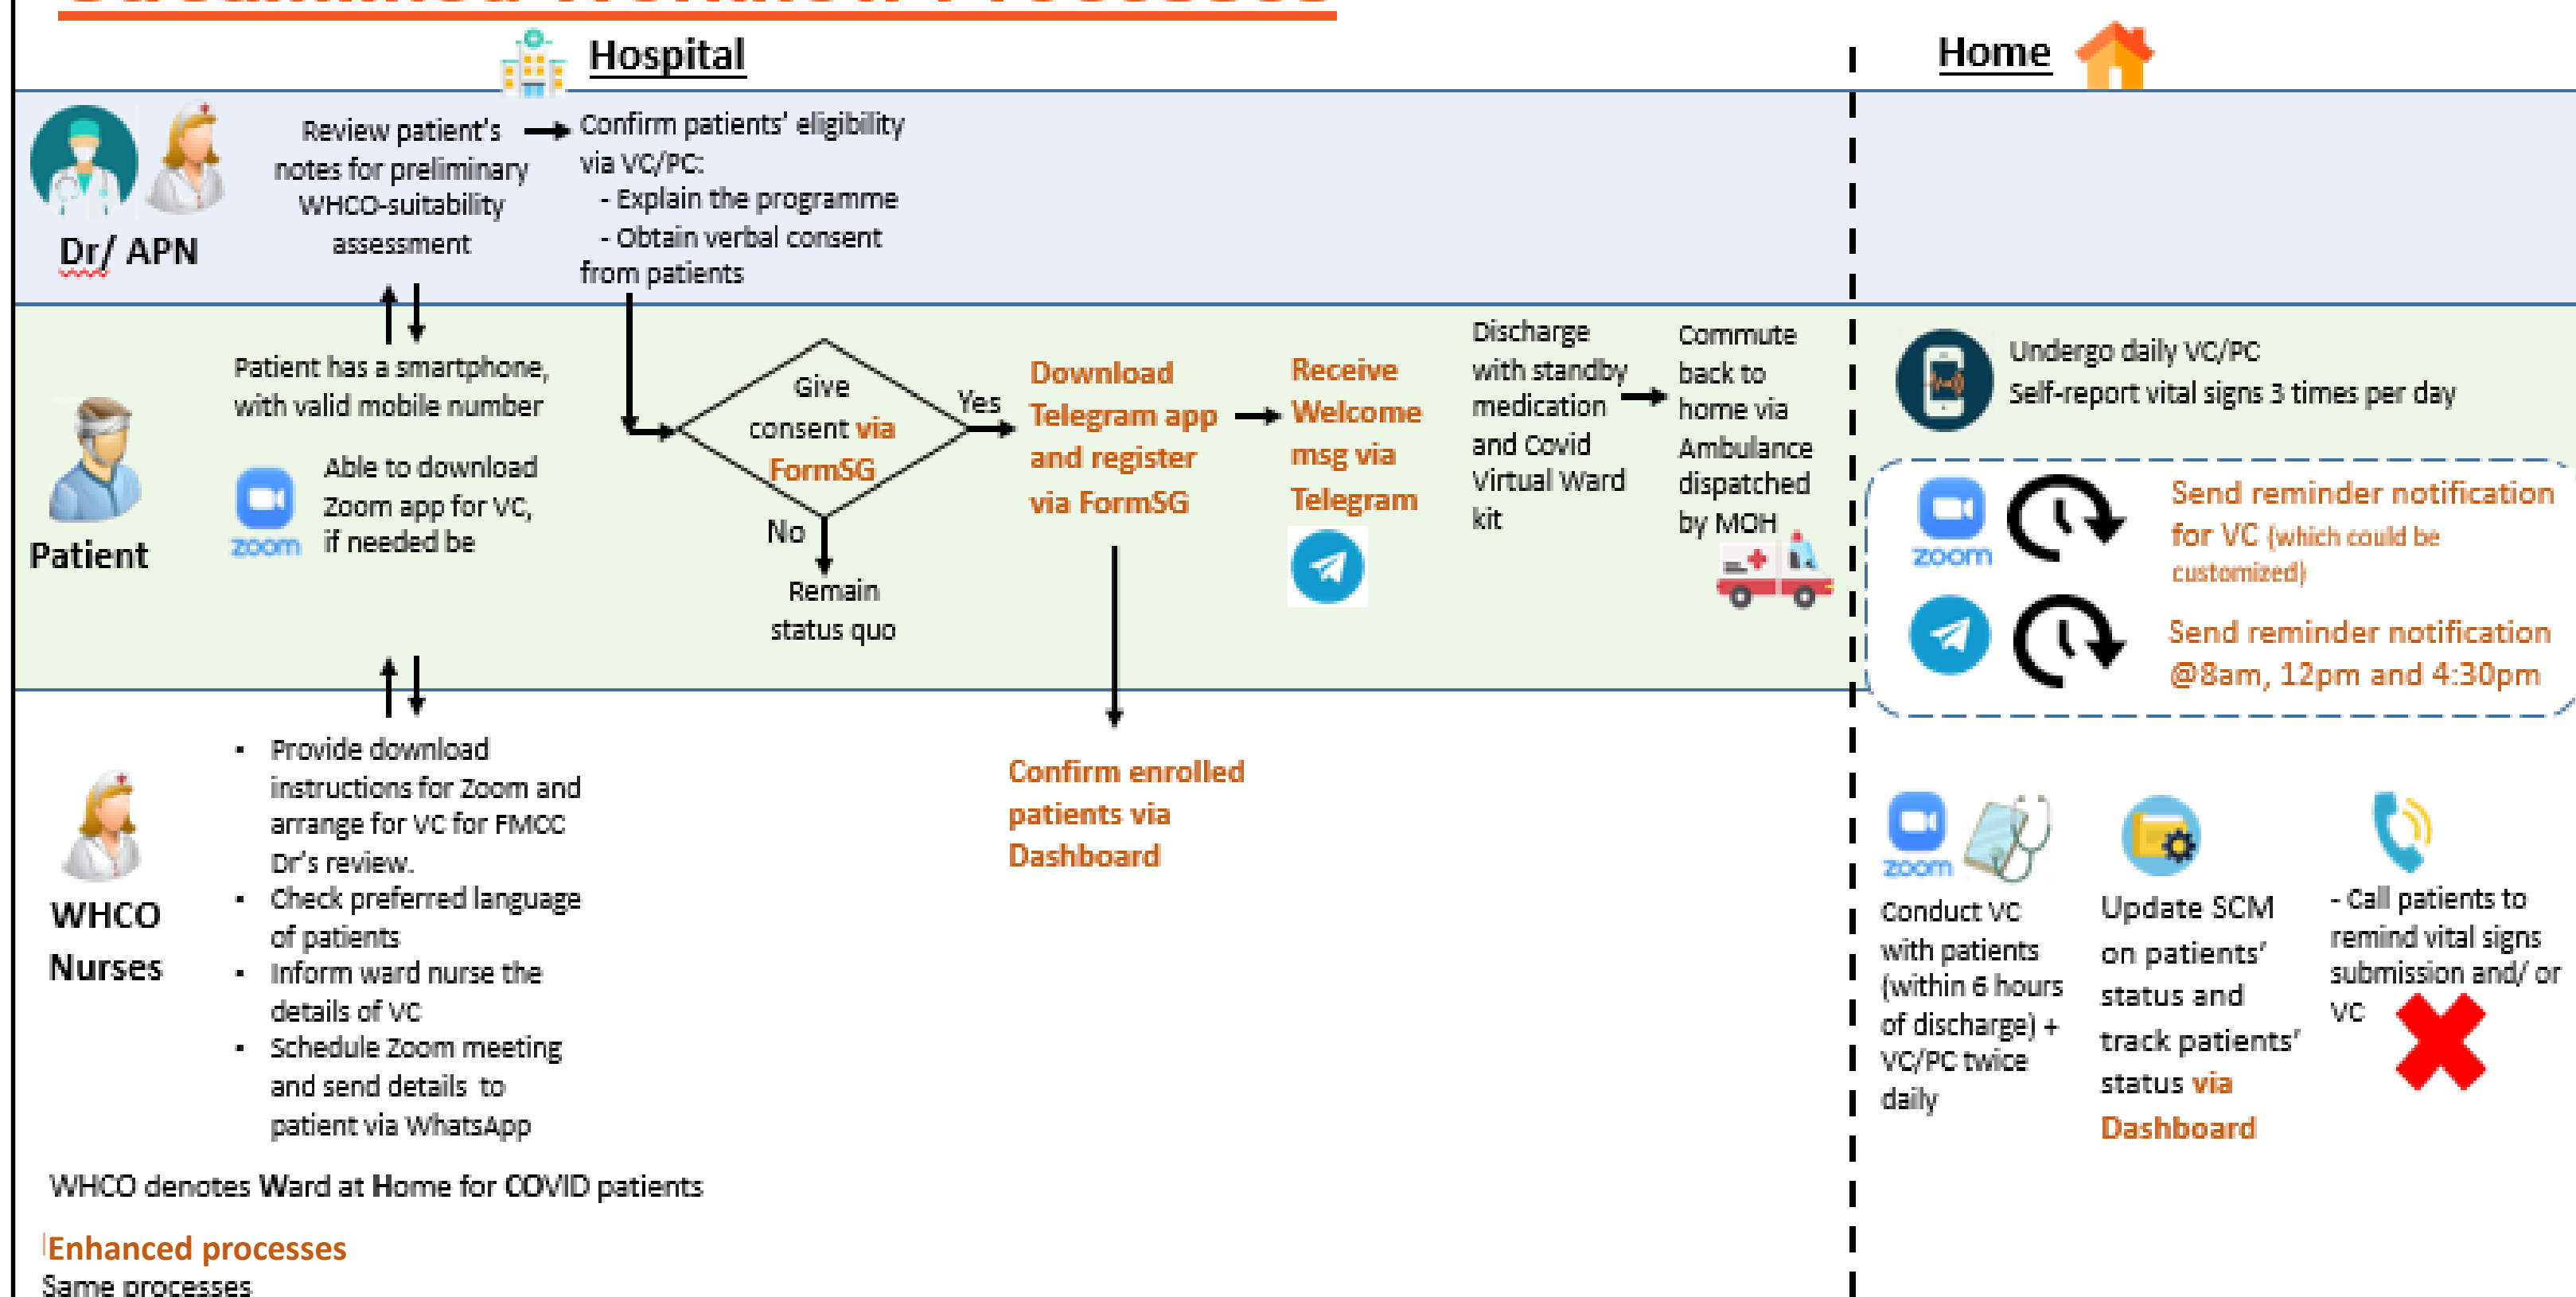 Streamlined Workflow Processes
Hospital
Home
Dr/ APN
Review patient's
notes for preliminary
WHCO-suitability
assessment
Confirm patients' eligibility
via VC/PC:
- Explain the programme
- Obtain verbal consent
from patients
Patient
Patient has a smartphone,
with valid mobile number
zoom
Able to download
Zoom app for VC,
if needed be
Give
consent via
FormSG
Yes
No
Remain
status quo
Download
Telegram app
and register
via FormSG
Receive
Welcome
msg via
Telegram
Discharge
with standby
medication
and Covid
Virtual Ward
kit
Commute
back to
home via
Ambulance
dispatched
by MOH
Undergo daily VC/PC
Self-report vital signs 3 times per day
zoom
Send reminder notification
for VC (which could be
customized)
Send reminder notification
@8am, 12pm and 4:30pm
WHCO
Nurses
▪ Provide download
instructions for Zoom and
arrange for VC for FMCC
Dr's review.
▪ Check preferred language
of patients
▪ Inform ward nurse the
details of VC
▪ Schedule Zoom meeting
and send details to
patient via WhatsApp
Confirm enrolled
patients via
Dashboard
zoom
Conduct VC
with patients
(within 6 hours
of discharge) +
VC/PC twice
daily
Update SCM
on patients'
status and
track patients'
status via
Dashboard
- Call patients to
remind vital signs
submission and/ or
VC
WHCO denotes Ward at Home for COVID patients
Enhanced processes
Same processes